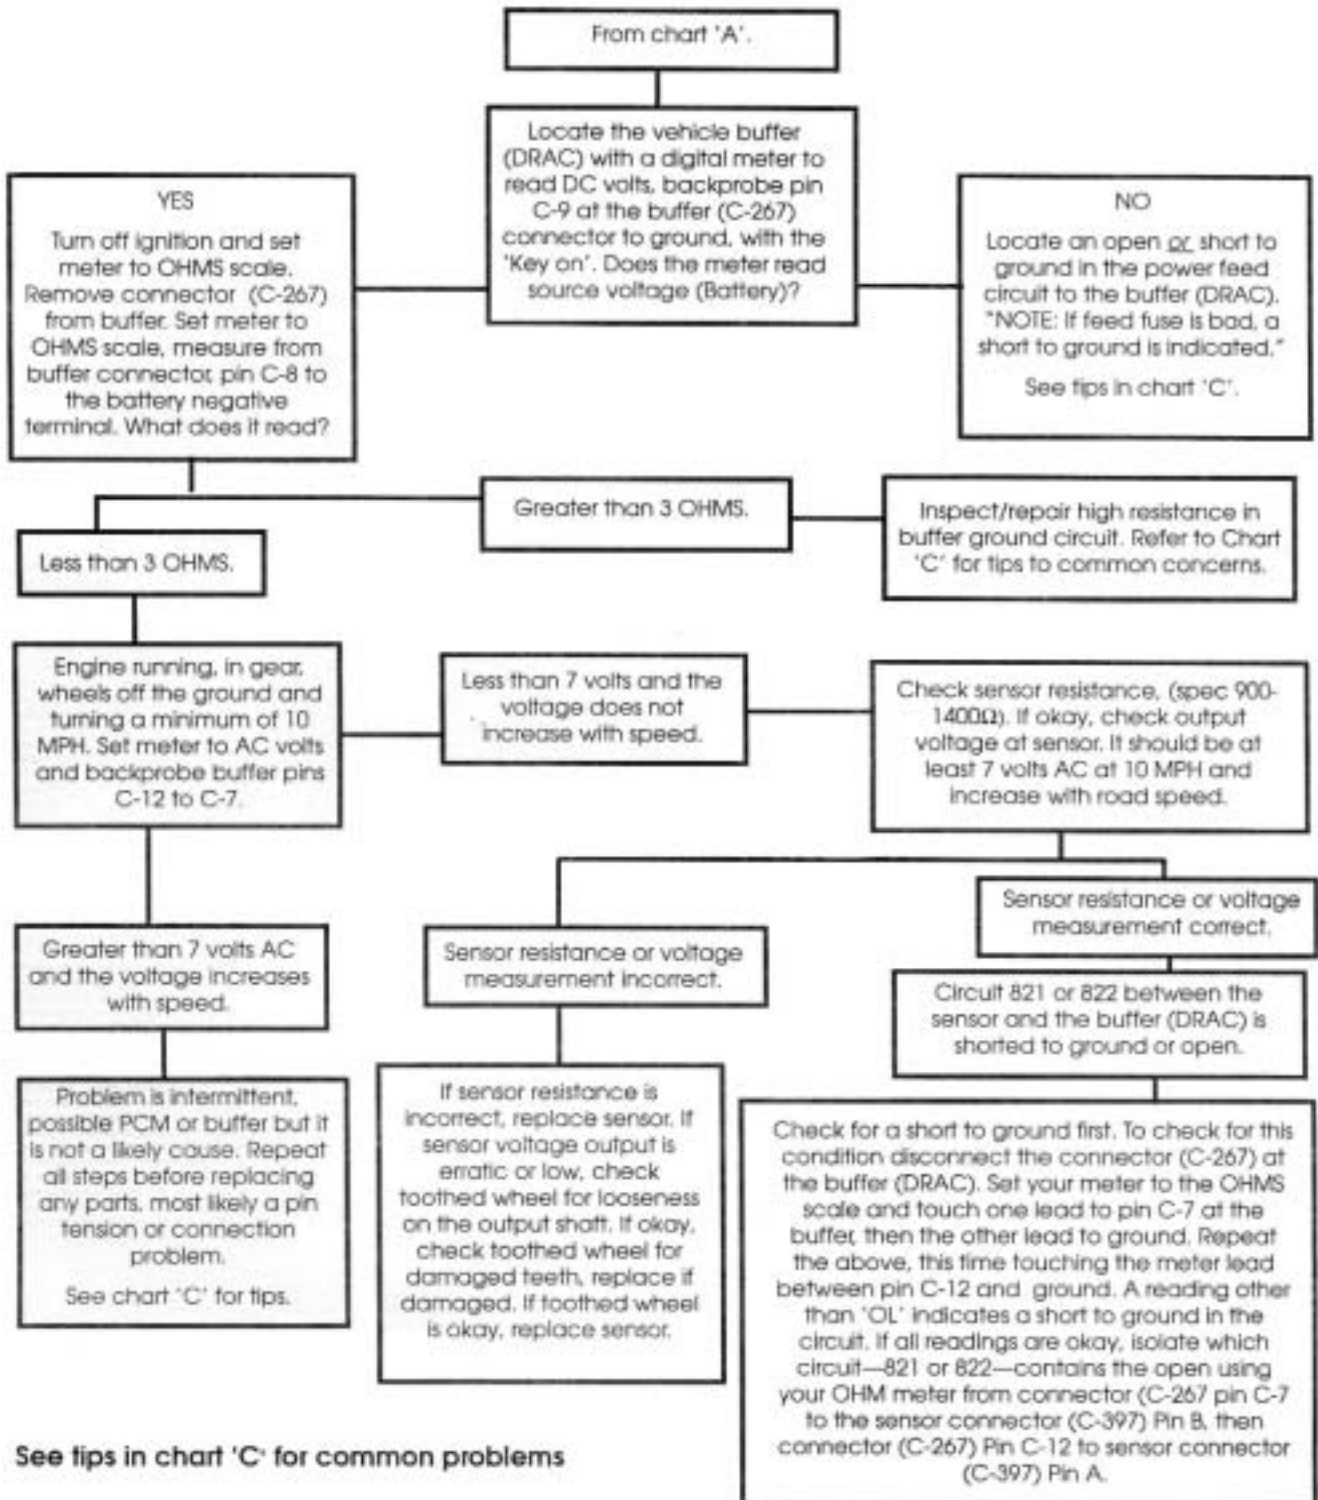 From chart 'A'.
Locate the vehicle buffer
(DRAC) with a digital meter to
read DC volts, backprobe pin
C-9 at the buffer (C-267)
connector to ground, with the
'Key on'. Does the meter read
source voltage (Battery)?
YES
Turn off ignition and set
meter to OHMS scale.
Remove connector (C-267)
from buffer. Set meter to
OHMS scale, measure from
buffer connector, pin C-8 to
the battery negative
terminal. What does it read?
NO
Locate an open or short to
ground in the power feed
circuit to the buffer (DRAC).
"NOTE: If feed fuse is bad, a
short to ground is indicated."
See tips in chart 'C'.
Greater than 3 OHMS.
Inspect/repair high resistance in
buffer ground circuit. Refer to Chart
'C' for tips to common concerns.
Less than 3 OHMS.
Engine running, in gear,
wheels off the ground and
turning a minimum of 10
MPH. Set meter to AC volts
and backprobe buffer pins
C-12 to C-7.
Less than 7 volts and the
voltage does not
increase with speed.
Check sensor resistance, (spec 900-
1400Ω). If okay, check output
voltage at sensor. It should be at
least 7 volts AC at 10 MPH and
increase with road speed.
Greater than 7 volts AC
and the voltage increases
with speed.
Sensor resistance or voltage
measurement incorrect.
Sensor resistance or voltage
measurement correct.
Circuit 821 or 822 between the
sensor and the buffer (DRAC) is
shorted to ground or open.
Problem is intermittent,
possible PCM or buffer but it
is not a likely cause. Repeat
all steps before replacing
any parts, most likely a pin
tension or connection
problem.
See chart 'C' for tips.
If sensor resistance is
incorrect, replace sensor. If
sensor voltage output is
erratic or low, check
toothed wheel for looseness
on the output shaft. If okay,
check toothed wheel for
damaged teeth, replace if
damaged. If toothed wheel
is okay, replace sensor.
Check for a short to ground first. To check for this
condition disconnect the connector (C-267) at
the buffer (DRAC). Set your meter to the OHMS
scale and touch one lead to pin C-7 at the
buffer, then the other lead to ground. Repeat
the above, this time touching the meter lead
between pin C-12 and ground. A reading other
than 'OL' indicates a short to ground in the
circuit. If all readings are okay, isolate which
circuit—821 or 822—contains the open using
your OHM meter from connector (C-267 pin C-7
to the sensor connector (C-397) Pin B, then
connector (C-267) Pin C-12 to sensor connector
(C-397) Pin A.
See tips in chart 'C' for common problems